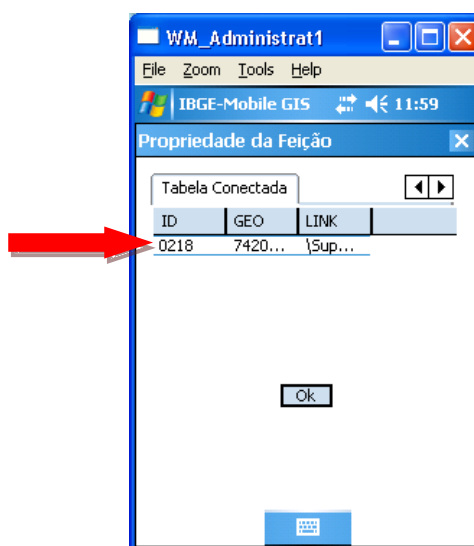 WM_Administrat1
File Zoom Tools Help
IBGE-Mobile GIS 11:59
Propriedade da Feição
Tabela Conectada
ID GEO LINK
0218 7420... \Sup...
Ok